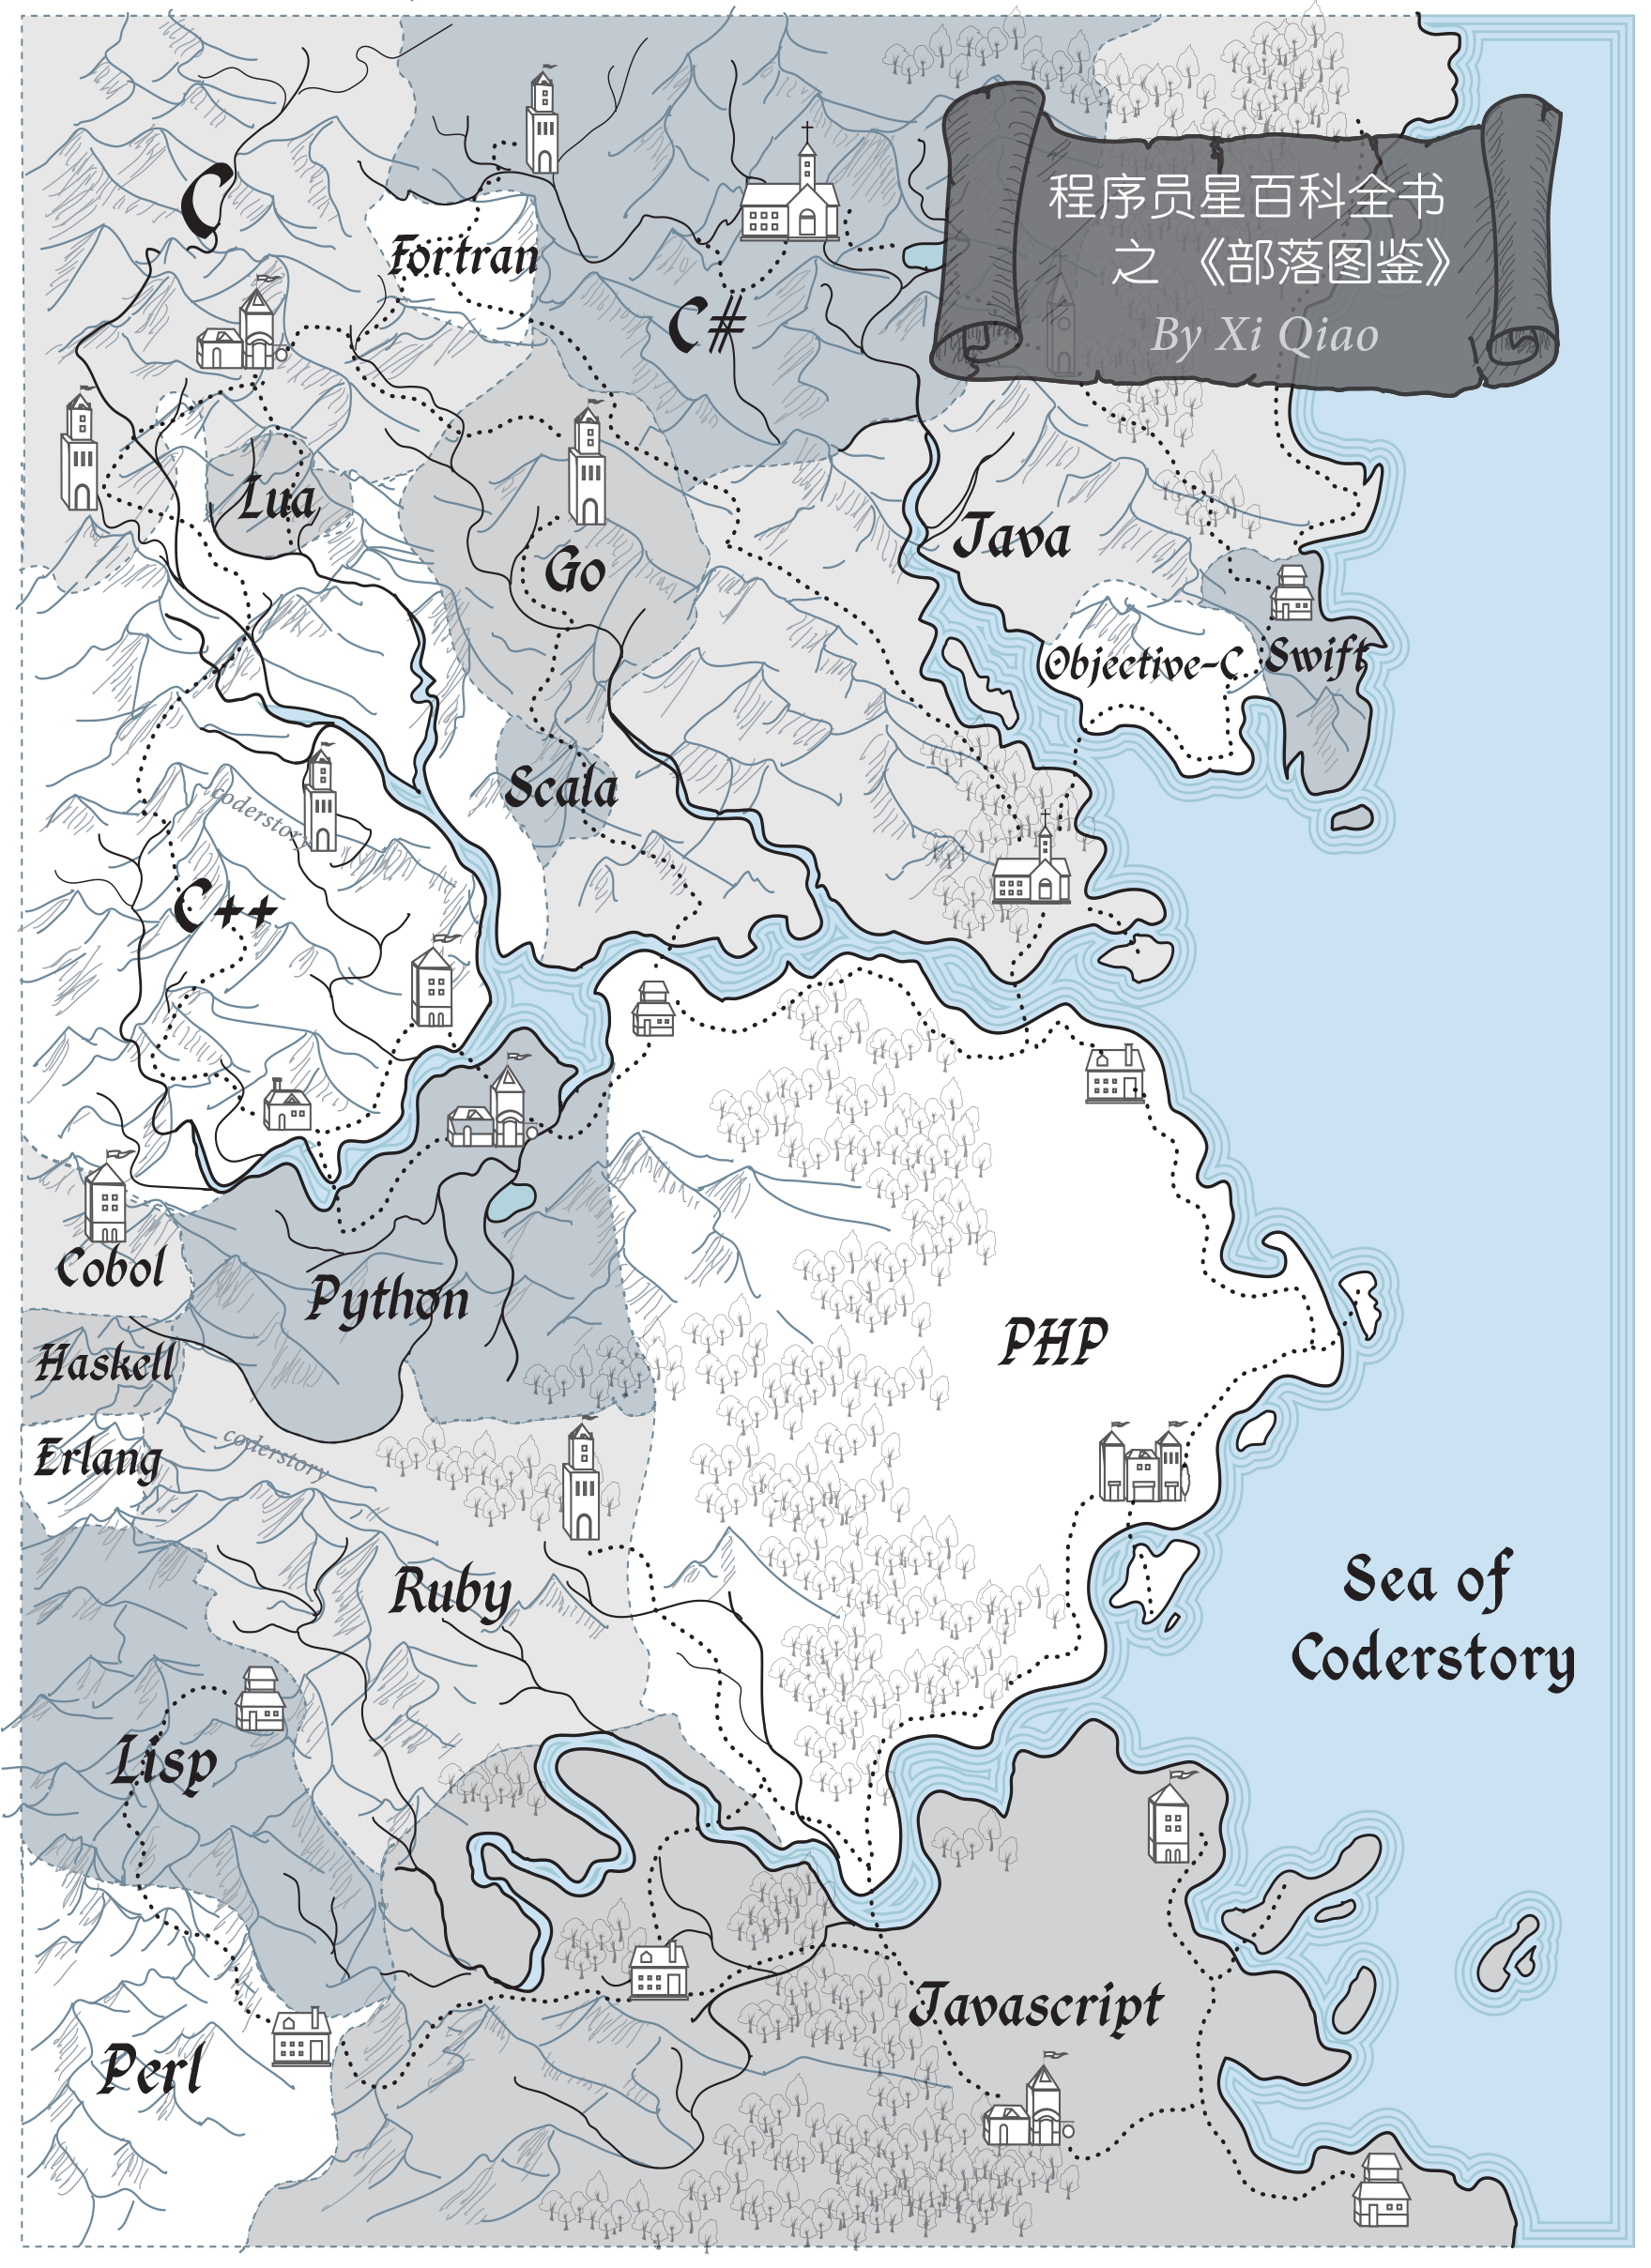 程序员星百科全书
之 《部落图鉴》
By Xi Qiao
C
Fortran
C#
Lua
Go
Java
Objective-C
Swift
Scala
coderstory
C++
Cobol
Python
PHP
Haskell
Erlang
coderstory
Ruby
Sea of
Coderstory
Lisp
Javascript
Perl